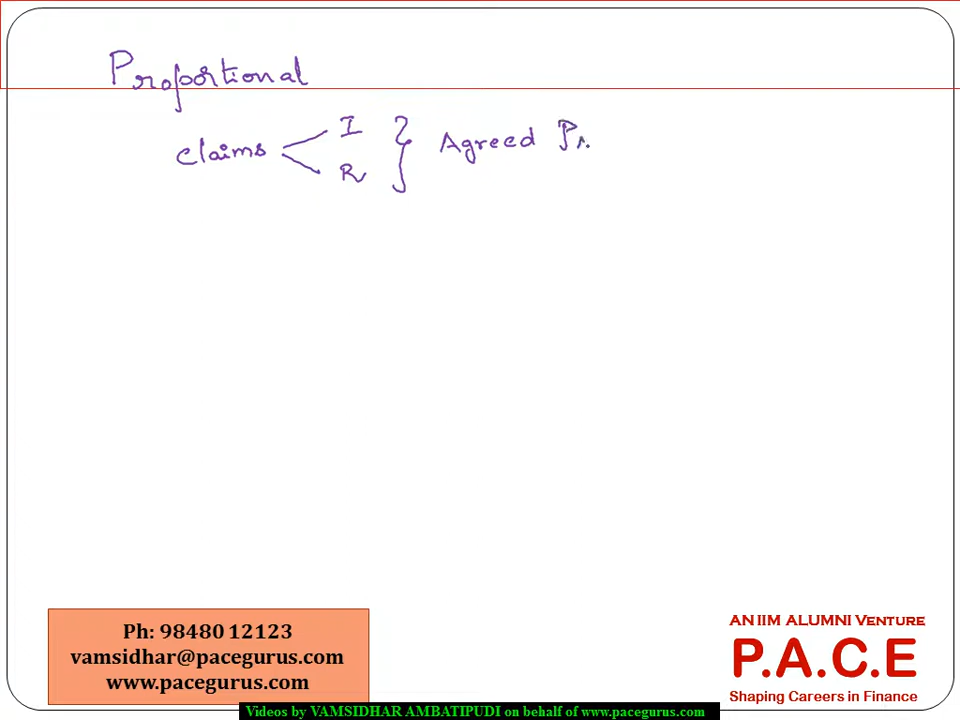 Proportional
claims I
R
Agreed Pr
Ph: 98480 12123
vamsidhar@pacegurus.com
www.pacegurus.com
AN IIM ALUMNI VENTURE
P.A.C.E
Shaping Careers in Finance
Videos by VAMSIDHAR AMBATIPUDI on behalf of www.pacegurus.com